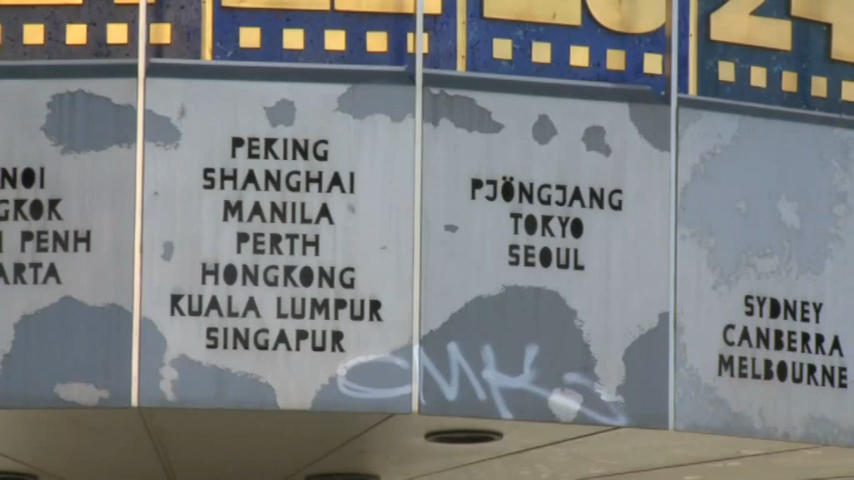 NOI
GKOK
PENH
ARTA
PEKING
SHANGHAI
MANILA
PERTH
HONGKONG
KUALA LUMPUR
SINGAPUR
PJÖNGJANG
TOKYO
SEOUL
SYDNEY
CANBERRA
MELBOURNE